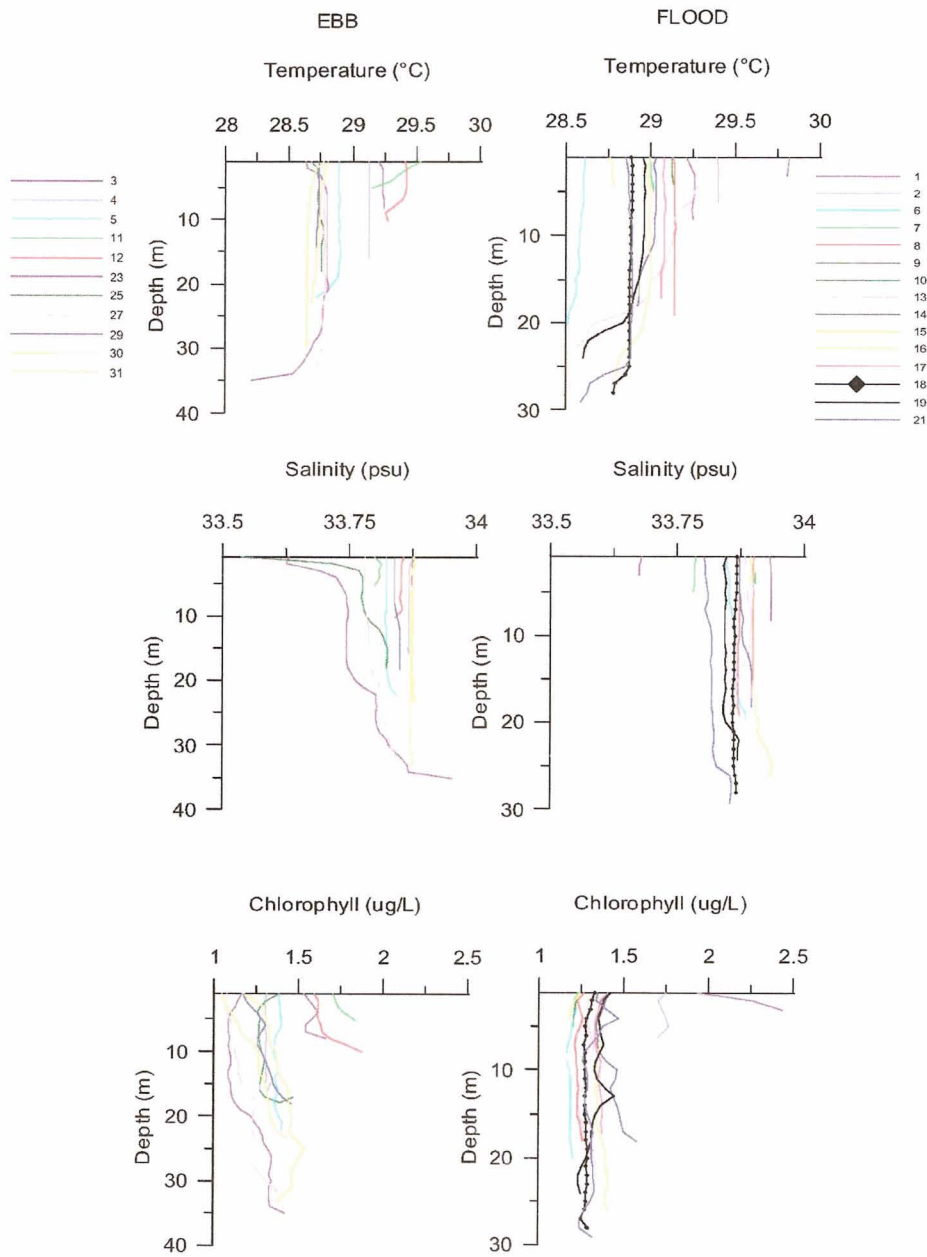 EBB
FLOOD
Temperature (°C)
Temperature (°C)
28 28.5 29 29.5 30
28.5 29 29.5 30
Depth (m)
10
20
30
40
Depth (m)
10
20
30
3
4
5
11
12
23
25
27
29
30
31
1
2
6
7
8
9
10
13
14
15
16
17
18
19
21
Salinity (psu)
Salinity (psu)
33.5 33.75 34
33.5 33.75 34
Depth (m)
10
20
30
40
Depth (m)
10
20
30
Chlorophyll (ug/L)
Chlorophyll (ug/L)
1 1.5 2 2.5
1 1.5 2 2.5
Depth (m)
10
20
30
40
Depth (m)
10
20
30